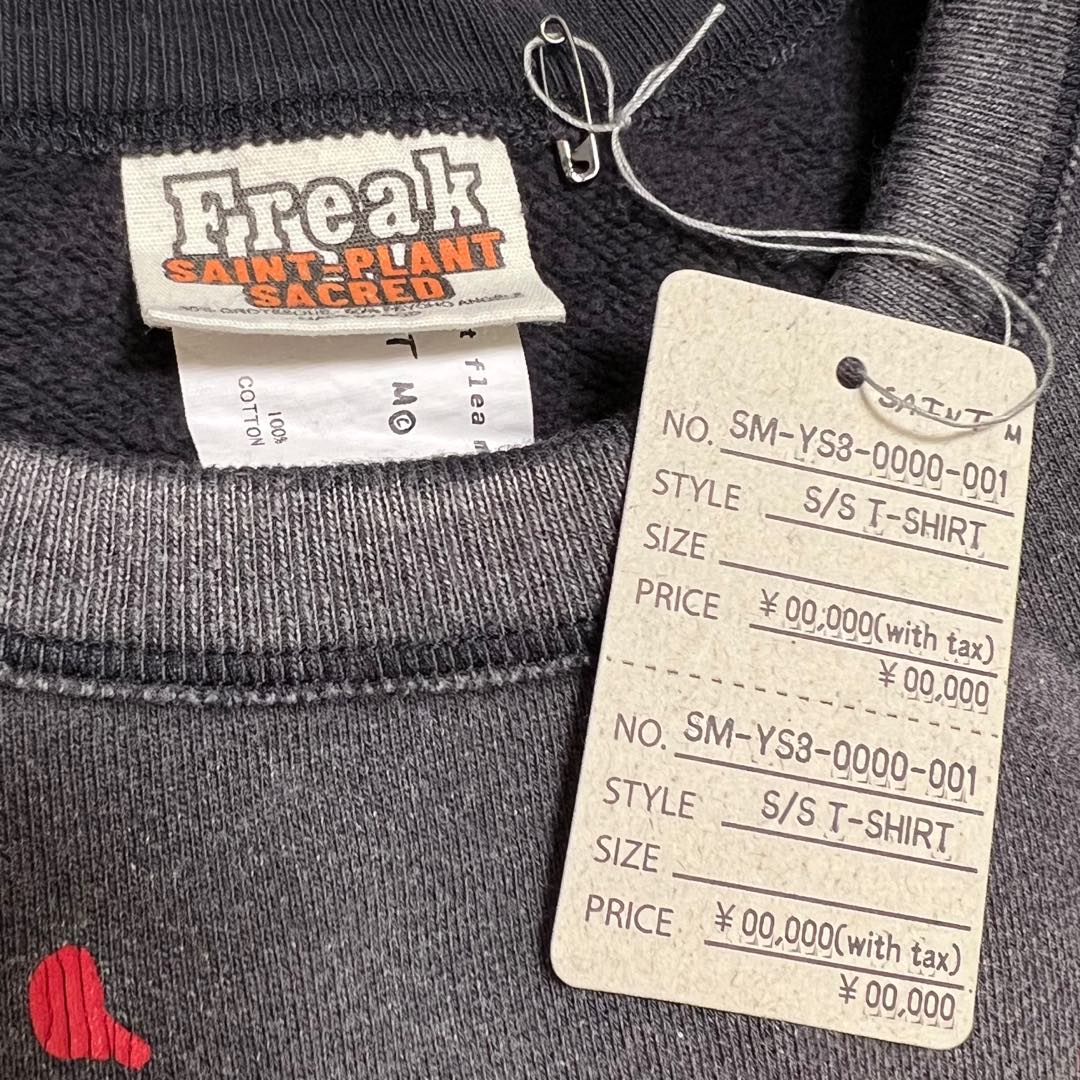 Freak
SAINT-PLANT
SACRED
t flea
T M©
100%
COTTON
SAINT M
NO. SM-YS3-0000-001
STYLE S/S T-SHIRT
SIZE
PRICE ¥00,000(with tax)
¥00,000
NO. SM-YS3-0000-001
STYLE S/S T-SHIRT
SIZE
PRICE ¥00,000(with tax)
¥00,000